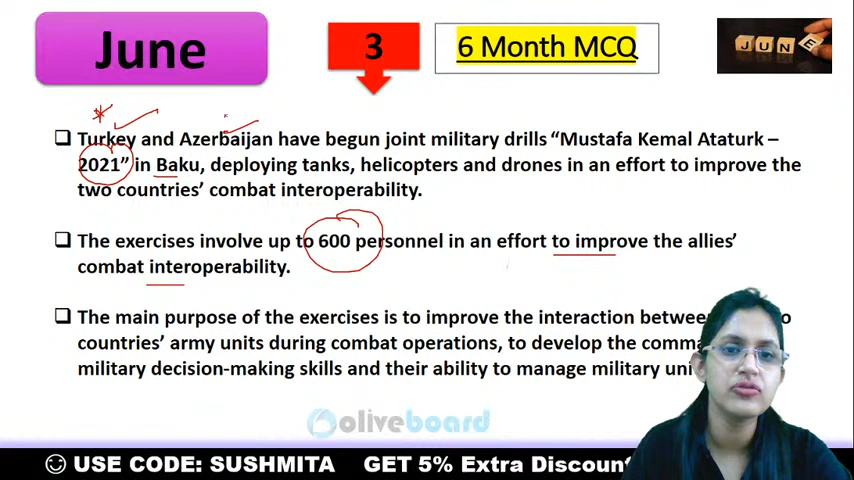 June
3
6 Month MCQ
JUNE
❑ Turkey and Azerbaijan have begun joint military drills “Mustafa Kemal Ataturk –
2021” in Baku, deploying tanks, helicopters and drones in an effort to improve the
two countries’ combat interoperability.
❑ The exercises involve up to 600 personnel in an effort to improve the allies’
combat interoperability.
❑ The main purpose of the exercises is to improve the interaction
countries’ army units during combat operations, to develop the
military decision-making skills and their ability to manage military
oliveboard
USE CODE: SUSHMITA GET 5% Extra Discount